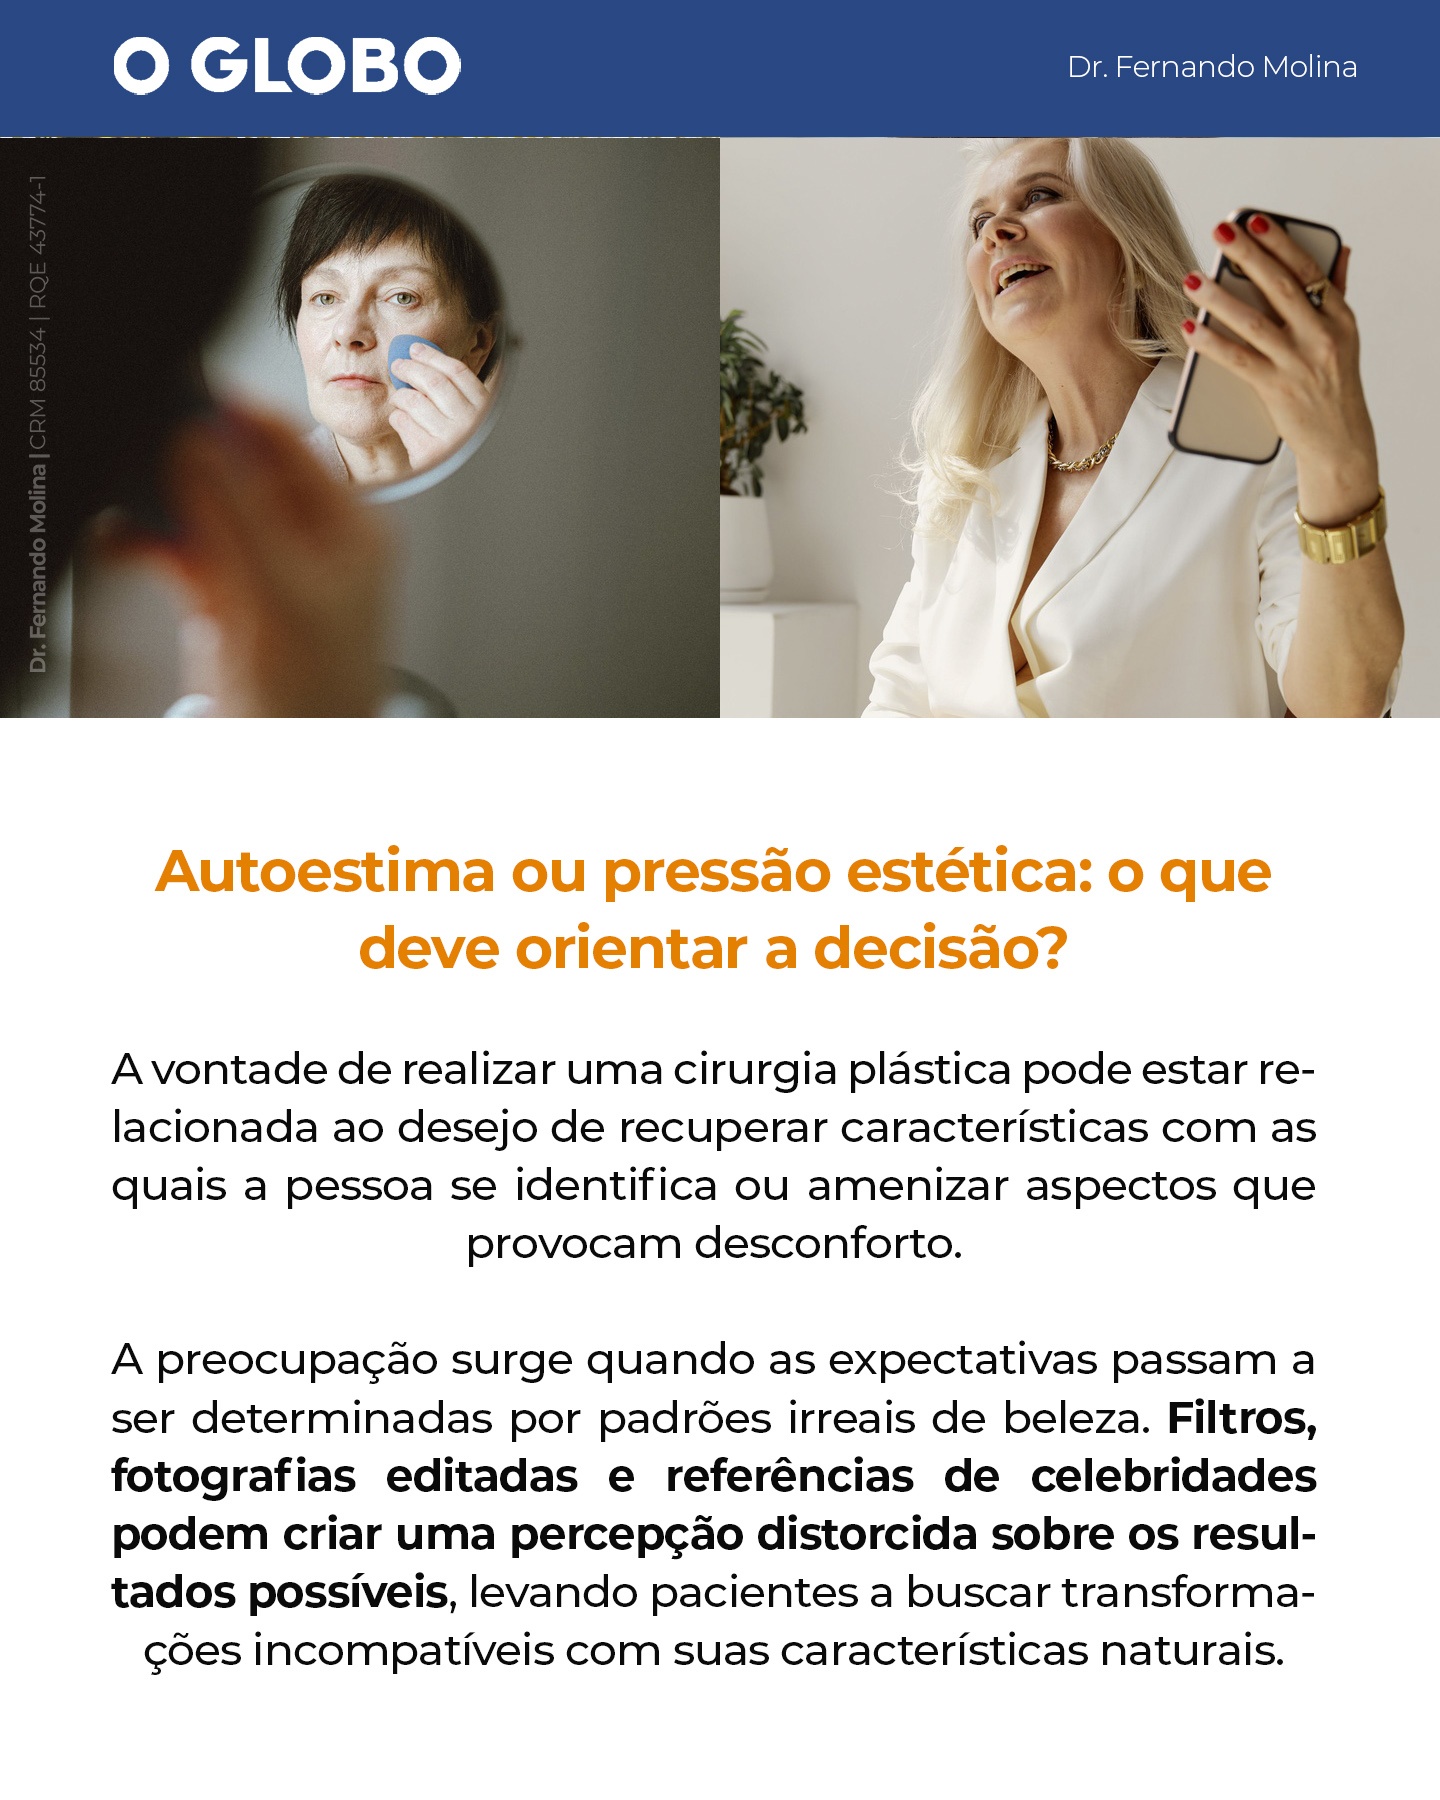 O GLOBO
Dr. Fernando Molina
Dr. Fernando Molina | CRM 85534 | RQE 43774-1
Autoestima ou pressão estética: o que
deve orientar a decisão?
A vontade de realizar uma cirurgia plástica pode estar re-
lacionada ao desejo de recuperar características com as
quais a pessoa se identifica ou amenizar aspectos que
provocam desconforto.
A preocupação surge quando as expectativas passam a
ser determinadas por padrões irreais de beleza. Filtros,
fotografias editadas e referências de celebridades
podem criar uma percepção distorcida sobre os resul-
tados possíveis, levando pacientes a buscar transforma-
ções incompatíveis com suas características naturais.